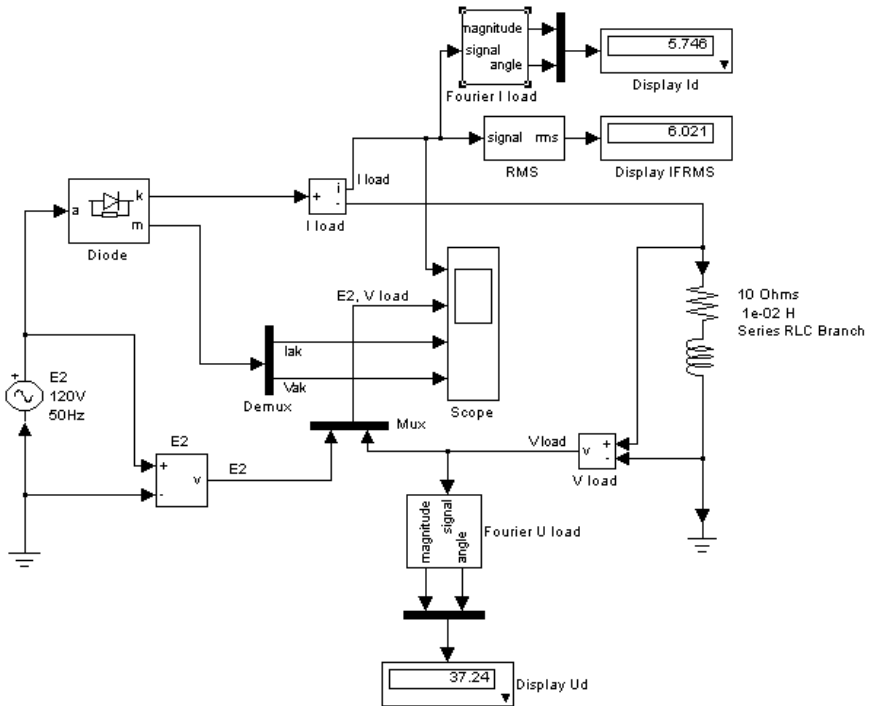 magnitude
signal
angle
Fourier I load
5.746
Display Id
signal rms
RMS
6.021
Display IFRMS
a
k
m
Diode
+
i
-
I load
I load
E2, V load
Iak
Vak
Demux
Scope
10 Ohms
1e-02 H
Series RLC Branch
+
E2
120V
50Hz
E2
+
-
v
E2
Mux
V load
v
+
-
V load
magnitude
signal
angle
Fourier U load
37.24
Display Ud